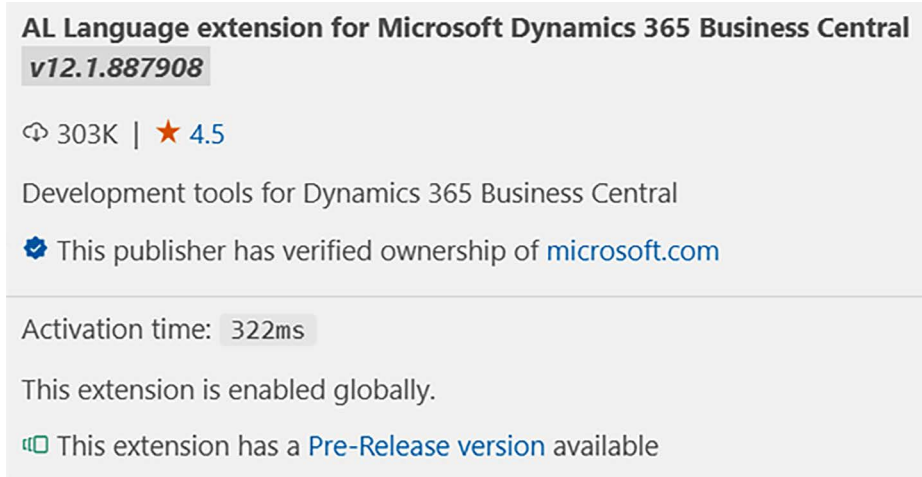 AL Language extension for Microsoft Dynamics 365 Business Central
v12.1.887908
303K | ★ 4.5
Development tools for Dynamics 365 Business Central
This publisher has verified ownership of microsoft.com
Activation time: 322ms
This extension is enabled globally.
This extension has a Pre-Release version available